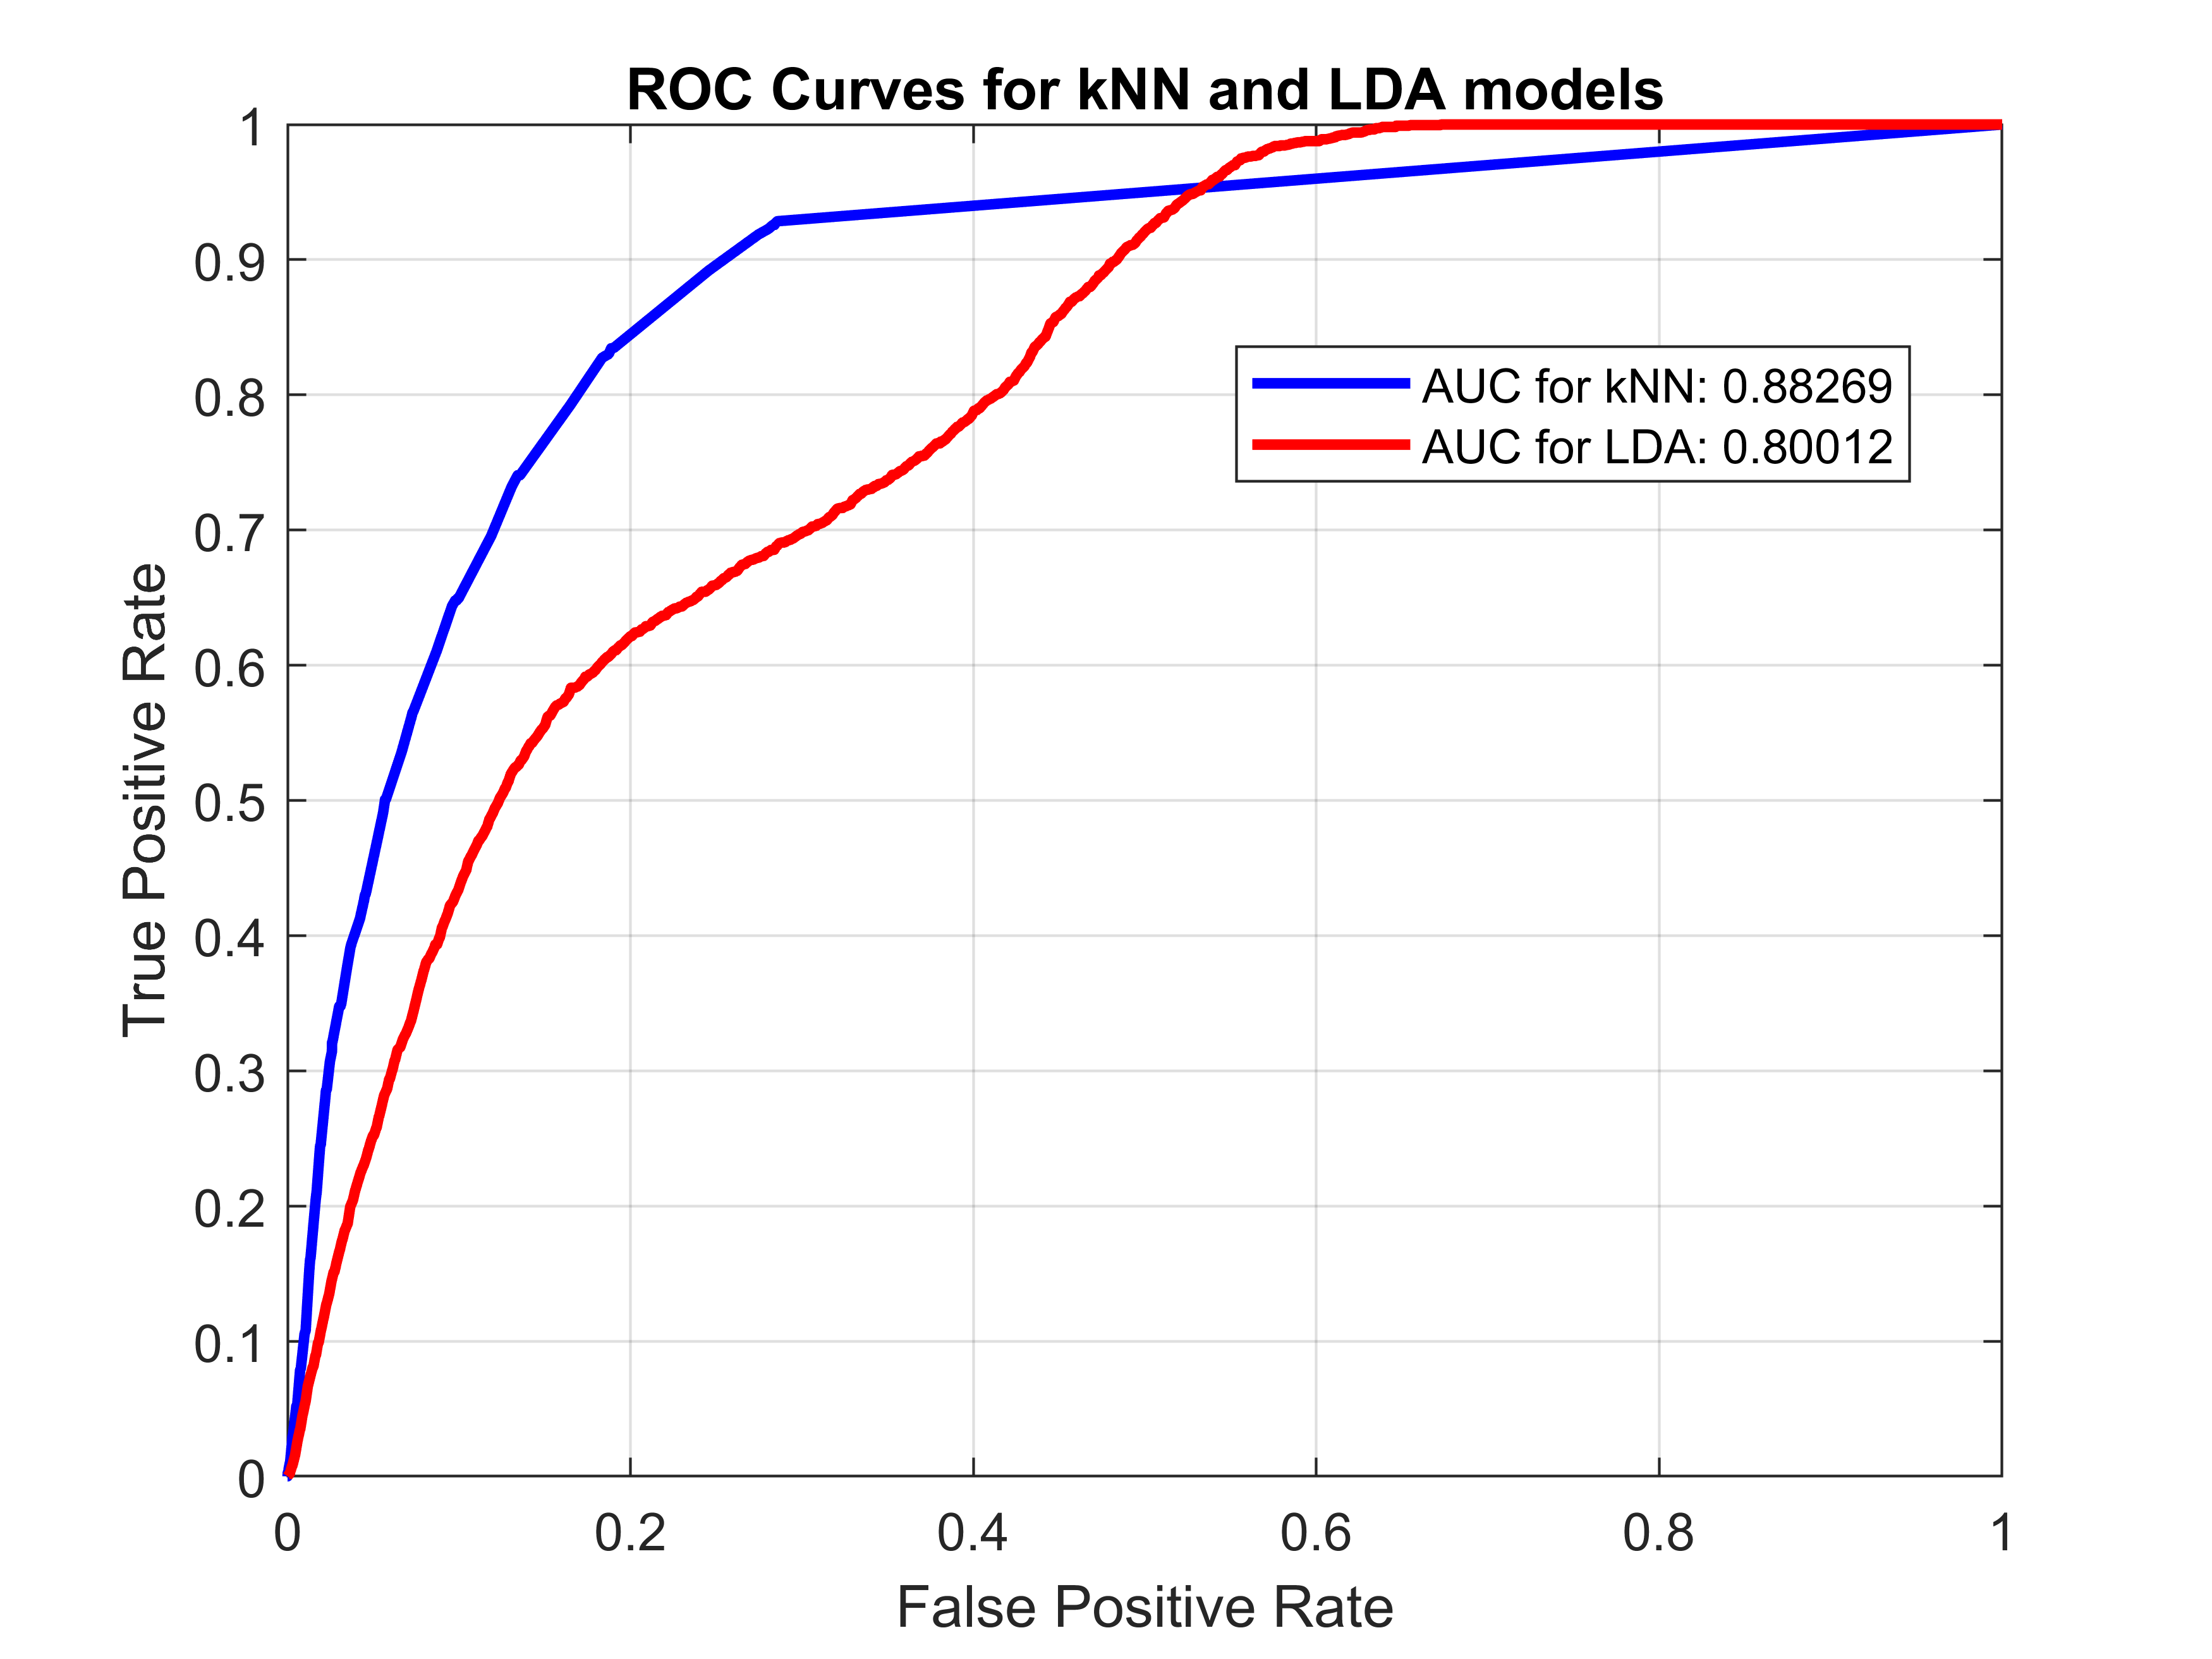 ROC Curves for kNN and LDA models
1
0.9
0.8
0.7
0.6
0.5
0.4
0.3
0.2
0.1
0
True Positive Rate
AUC for kNN: 0.88269
AUC for LDA: 0.80012
0 0.2 0.4 0.6 0.8 1
False Positive Rate